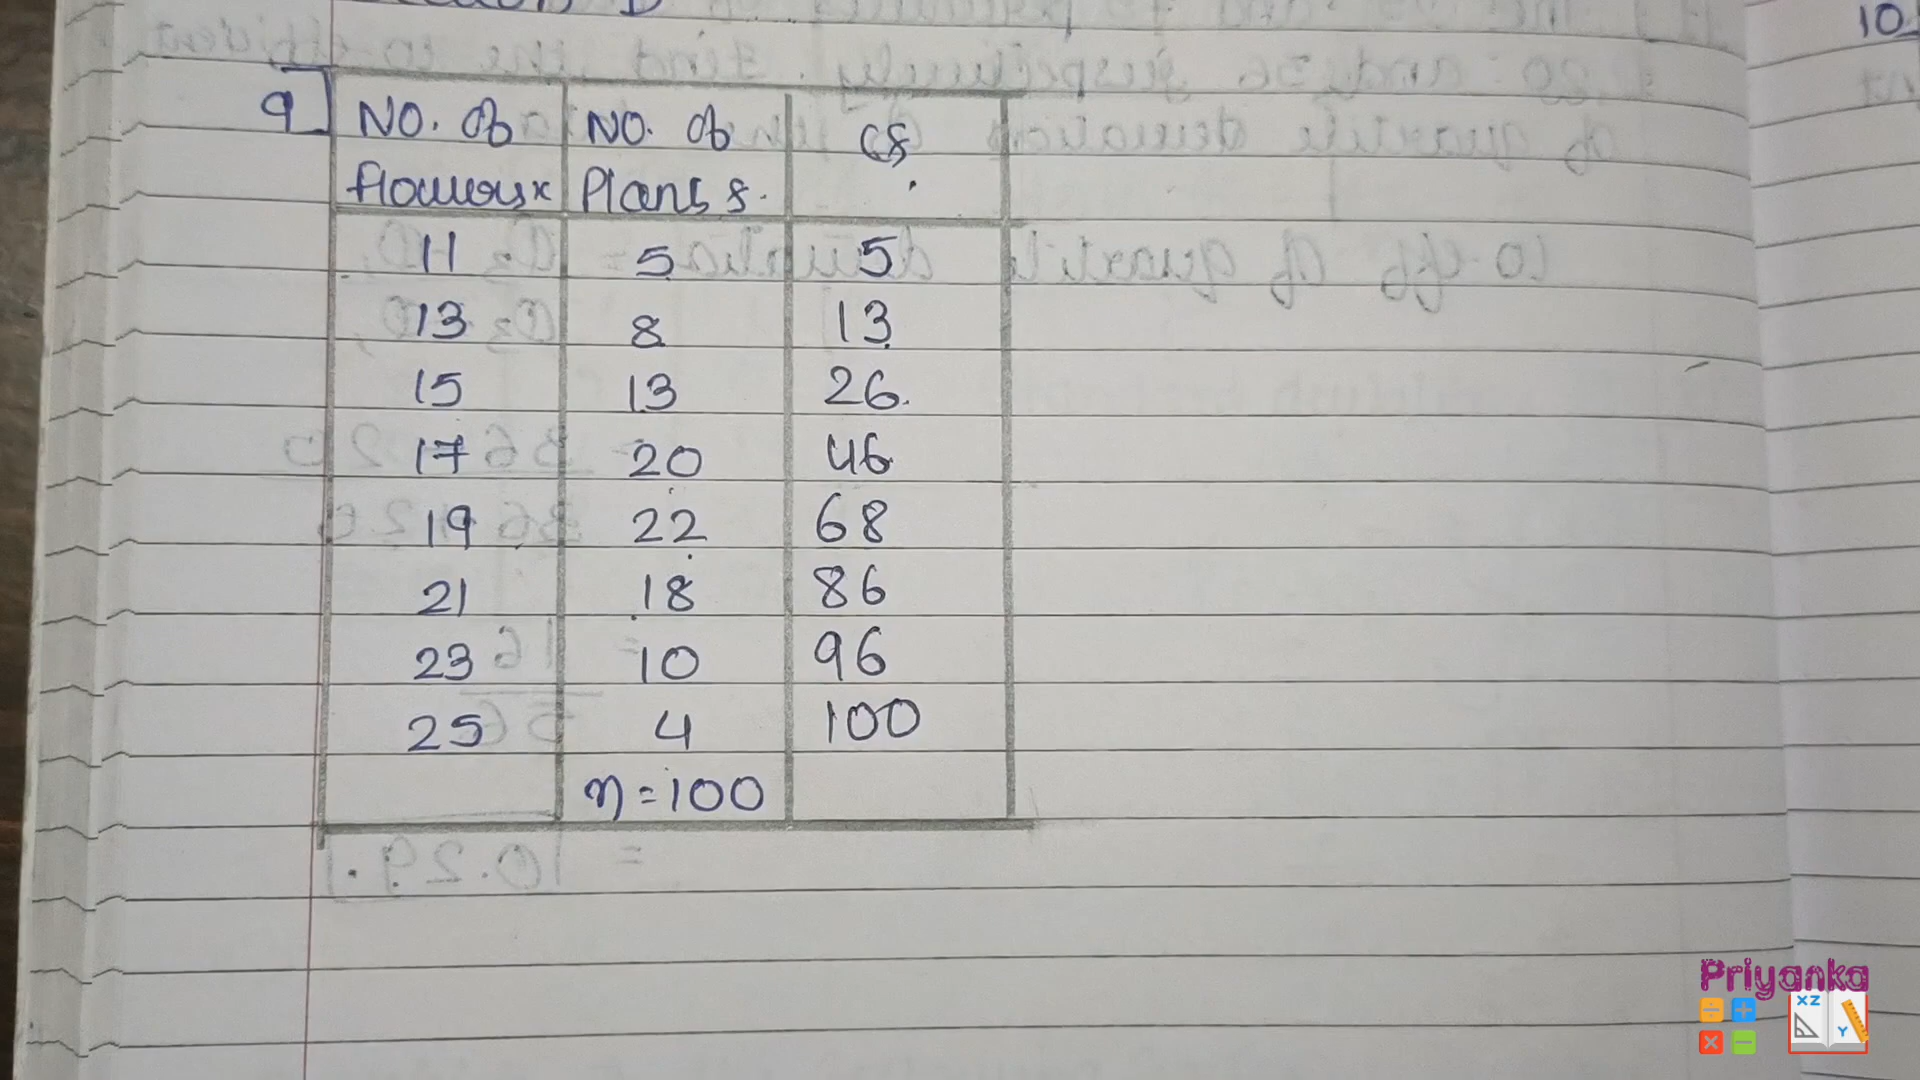 10
9
No. of No. of cf
flowers x Plants f.
11 5 5
13 8 13
15 13 26
17 20 46
19 22 68
21 18 86
23 10 96
25 4 100
n = 100
Priyanka
XZ
Y